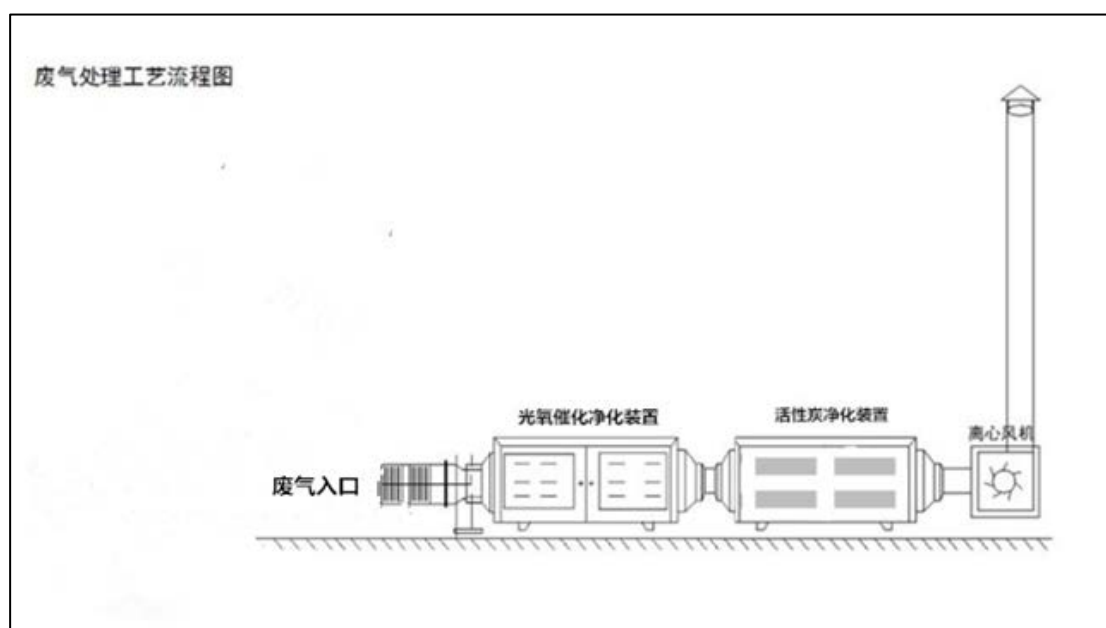 废气处理工艺流程图
光氧催化净化装置
活性炭净化装置
离心风机
废气入口